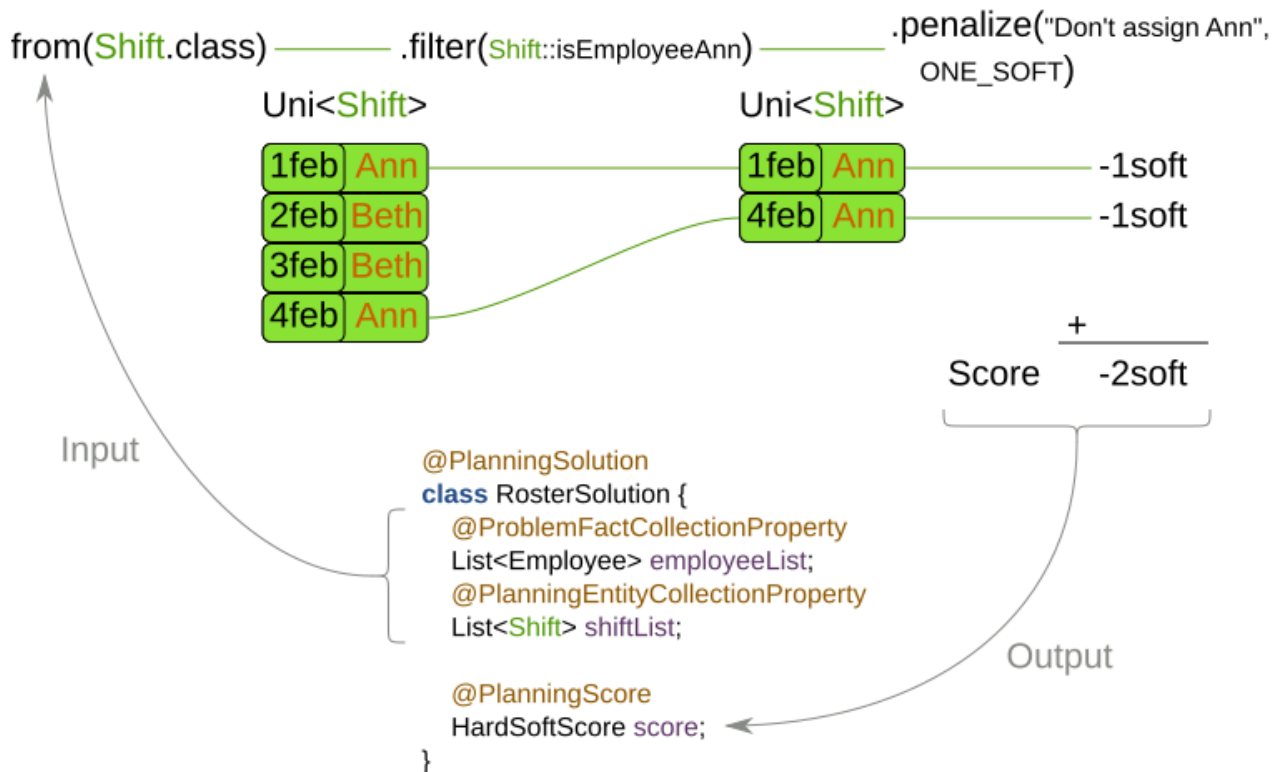 from(Shift.class) .filter(Shift::isEmployeeAnn) .penalize("Don't assign Ann",
ONE_SOFT)
Uni<Shift> Uni<Shift>
1feb Ann 1feb Ann -1soft
2feb Beth 4feb Ann -1soft
3feb Beth
4feb Ann
+
Score -2soft
Input
@PlanningSolution
class RosterSolution {
@ProblemFactCollectionProperty
List<Employee> employeeList;
@PlanningEntityCollectionProperty
List<Shift> shiftList;
Output
@PlanningScore
HardSoftScore score;
}